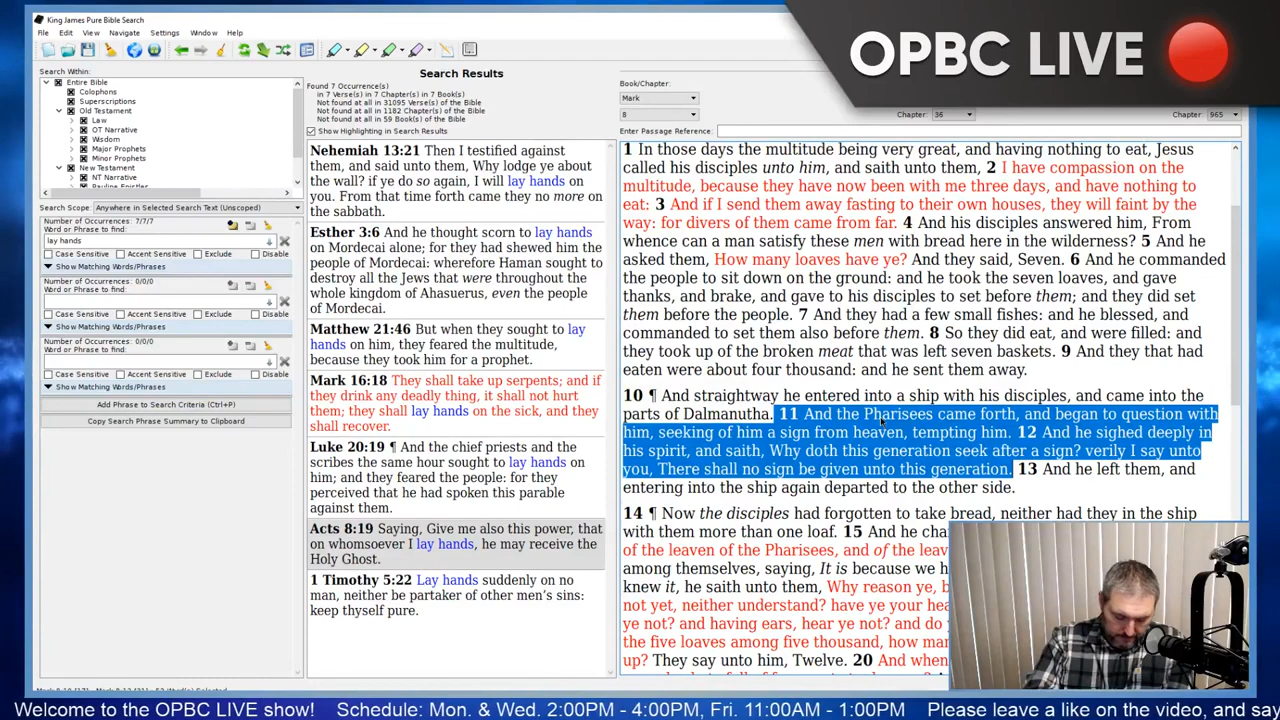 King James Pure Bible Search
OPBC LIVE
File Edit View Navigate Settings Window Help
Search Within:
Entire Bible
Colophons
Superscriptions
Old Testament
Law
OT Narrative
Wisdom
Major Prophets
Minor Prophets
New Testament
NT Narrative
Pauline Epistles
Search Scope: Anywhere in Selected Search Text (Unscoped)
Number of Occurrences: 7/7/7
Word or Phrase to find:
lay hands
Case Sensitive Accent Sensitive Exclude Disable
Show Matching Words/Phrases
Number of Occurrences: 0/0/0
Word or Phrase to find:
Case Sensitive Accent Sensitive Exclude Disable
Show Matching Words/Phrases
Number of Occurrences: 0/0/0
Word or Phrase to find:
Case Sensitive Accent Sensitive Exclude Disable
Show Matching Words/Phrases
Add Phrase to Search Criteria (Ctrl+P)
Copy Search Phrase Summary to Clipboard
Search Results
Found 7 Occurrence(s)
in 7 Verse(s) in 7 Chapter(s) in 7 Book(s)
Not found at all in 31095 Verse(s) of the Bible
Not found at all in 1182 Chapter(s) of the Bible
Not found at all in 59 Book(s) of the Bible
Show Highlighting in Search Results
Nehemiah 13:21 Then I testified against
them, and said unto them, Why lodge ye about
the wall? if ye do so again, I will lay hands on
you. From that time forth came they no more on
the sabbath.
Esther 3:6 And he thought scorn to lay hands
on Mordecai alone; for they had shewed him the
people of Mordecai: wherefore Haman sought to
destroy all the Jews that were throughout the
whole kingdom of Ahasuerus, even the people
of Mordecai.
Matthew 21:46 But when they sought to lay
hands on him, they feared the multitude,
because they took him for a prophet.
Mark 16:18 They shall take up serpents; and if
they drink any deadly thing, it shall not hurt
them; they shall lay hands on the sick, and they
shall recover.
Luke 20:19 ¶ And the chief priests and the
scribes the same hour sought to lay hands on
him; and they feared the people: for they
perceived that he had spoken this parable
against them.
Acts 8:19 Saying, Give me also this power, that
on whomsoever I lay hands, he may receive the
Holy Ghost.
1 Timothy 5:22 Lay hands suddenly on no
man, neither be partaker of other men's sins:
keep thyself pure.
Book/Chapter:
Mark
8 Chapter: 36 Chapter: 965
Enter Passage Reference:
1 In those days the multitude being very great, and having nothing to eat, Jesus
called his disciples unto him, and saith unto them, 2 I have compassion on the
multitude, because they have now been with me three days, and have nothing to
eat: 3 And if I send them away fasting to their own houses, they will faint by the
way: for divers of them came from far. 4 And his disciples answered him, From
whence can a man satisfy these men with bread here in the wilderness? 5 And he
asked them, How many loaves have ye? And they said, Seven. 6 And he commanded
the people to sit down on the ground: and he took the seven loaves, and gave
thanks, and brake, and gave to his disciples to set before them; and they did set
them before the people. 7 And they had a few small fishes: and he blessed, and
commanded to set them also before them. 8 So they did eat, and were filled: and
they took up of the broken meat that was left seven baskets. 9 And they that had
eaten were about four thousand: and he sent them away.
10 ¶ And straightway he entered into a ship with his disciples, and came into the
parts of Dalmanutha. 11 And the Pharisees came forth, and began to question with
him, seeking of him a sign from heaven, tempting him. 12 And he sighed deeply in
his spirit, and saith, Why doth this generation seek after a sign? verily I say unto
you, There shall no sign be given unto this generation. 13 And he left them, and
entering into the ship again departed to the other side.
14 ¶ Now the disciples had forgotten to take bread, neither had they in the ship
with them more than one loaf. 15 And he cha
of the leaven of the Pharisees, and of the leav
among themselves, saying, It is because we h
knew it, he saith unto them, Why reason ye, b
not yet, neither understand? have ye your hea
ye not? and having ears, hear ye not? and do y
the five loaves among five thousand, how man
up? They say unto him, Twelve. 20 And when
Welcome to the OPBC LIVE show! Schedule: Mon. & Wed. 2:00PM - 4:00PM, Fri. 11:00AM - 1:00PM Please leave a like on the video, and say